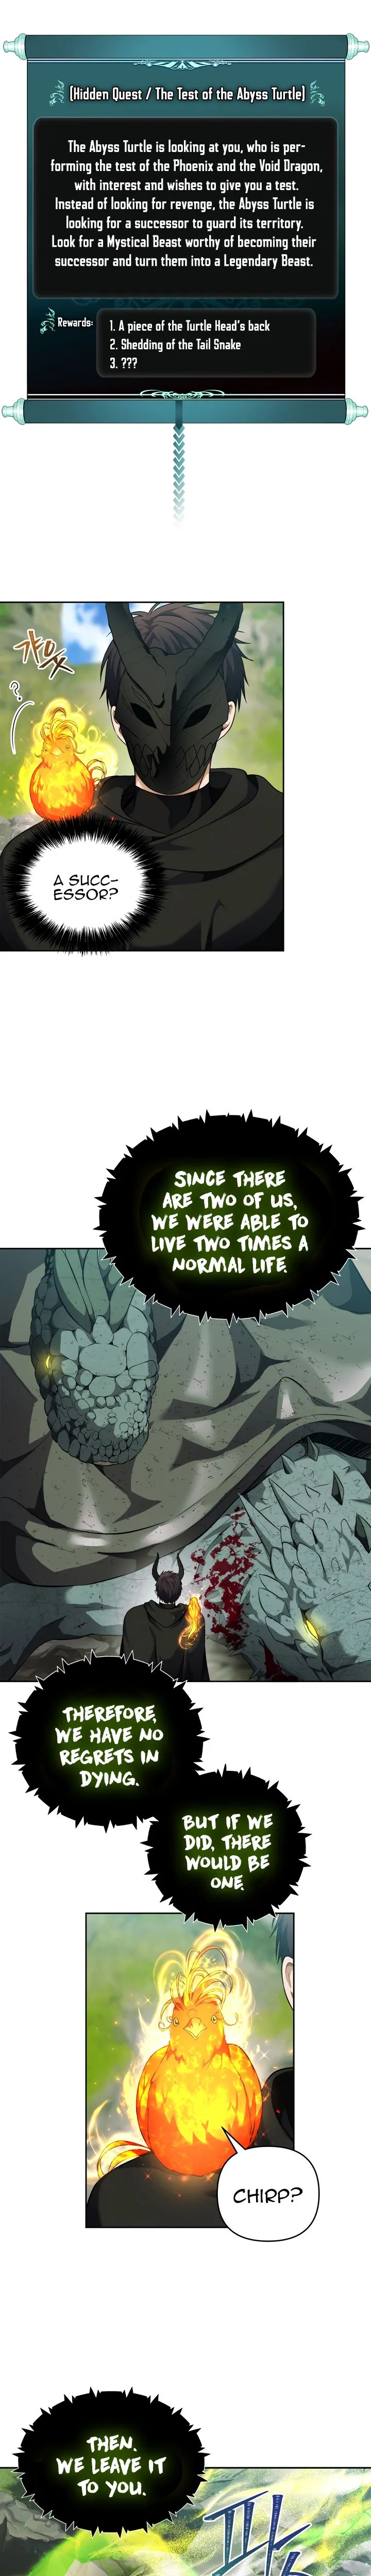 [Hidden Quest / The Test of the Abyss Turtle]
The Abyss Turtle is looking at you, who is per-
forming the test of the Phoenix and the Void Dragon,
with interest and wishes to give you a test.
Instead of looking for revenge, the Abyss Turtle is
looking for a successor to guard its territory.
Look for a Mystical Beast worthy of becoming their
successor and turn them into a Legendary Beast.
Rewards:
1. A piece of the Turtle Head's back
2. Shedding of the Tail Snake
3. ???
갸웃
?
A SUCC-
ESSOR?
SINCE THERE
ARE TWO OF US,
WE WERE ABLE TO
LIVE TWO TIMES A
NORMAL LIFE.
THEREFORE,
WE HAVE NO
REGRETS IN
DYING.
BUT IF WE
DID, THERE
WOULD BE
ONE.
CHIRP?
THEN.
WE LEAVE IT
TO YOU.